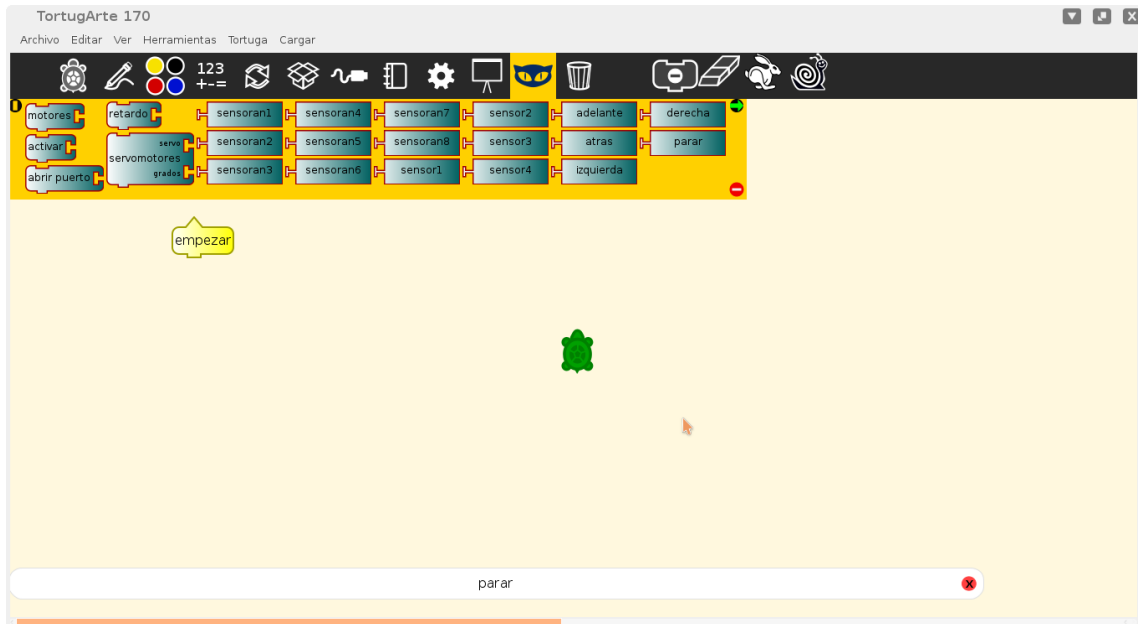 TortugArte 170
Archivo Editar Ver Herramientas Tortuga Cargar
123
+-=
motores retardo sensoran1 sensoran4 sensoran7 sensor2 adelante derecha
activar servo servomotores grados sensoran2 sensoran5 sensoran8 sensor3 atras parar
abrir puerto sensoran3 sensoran6 sensor1 sensor4 izquierda
empezar
parar